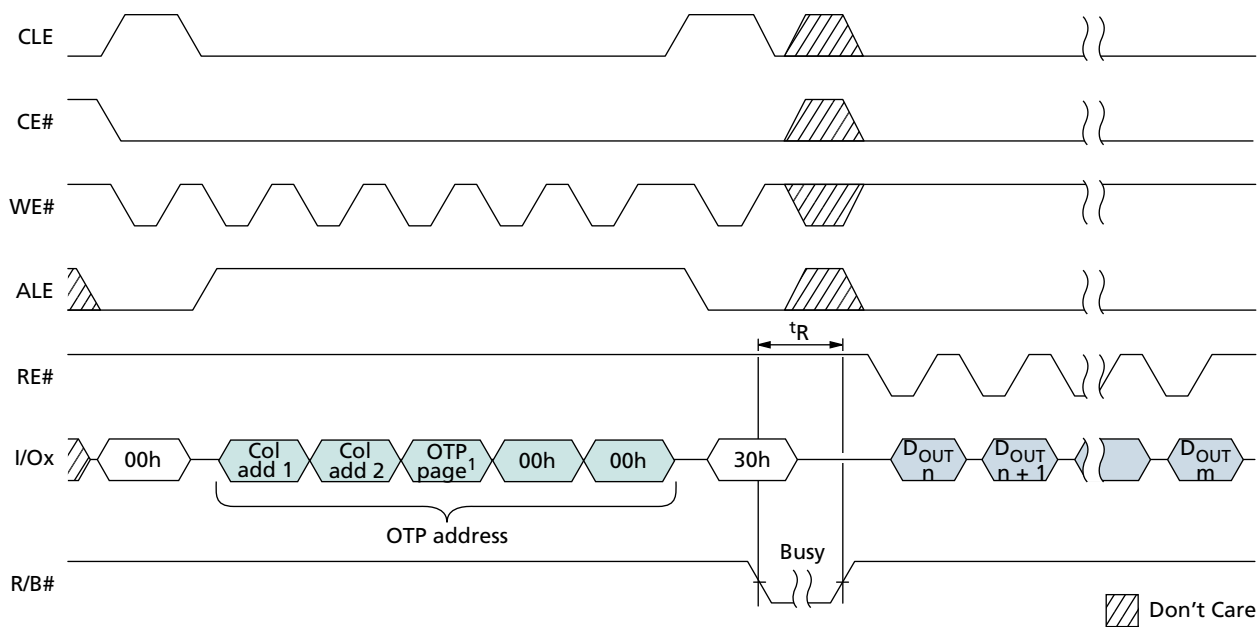 CLE
CE#
WE#
ALE
tR
RE#
I/Ox
00h
Col
add 1
Col
add 2
OTP
page1
00h
00h
30h
DOUT
n
DOUT
n + 1
DOUT
m
OTP address
Busy
R/B#
Don't Care